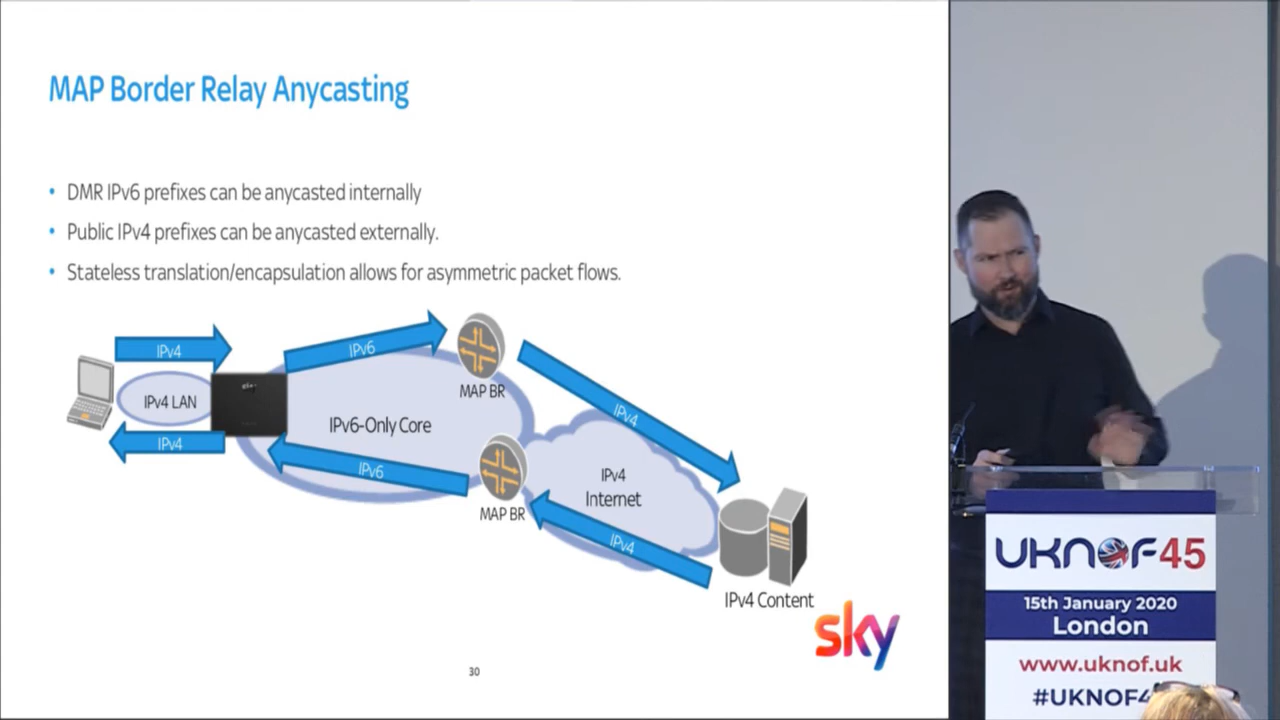 MAP Border Relay Anycasting
• DMR IPv6 prefixes can be anycasted internally
• Public IPv4 prefixes can be anycasted externally.
• Stateless translation/encapsulation allows for asymmetric packet flows.
IPv4
IPv6
MAP BR
IPv4
IPv4 LAN
IPv6-Only Core
IPv4
IPv6
MAP BR
IPv4
Internet
IPv4
IPv4 Content
sky
30
UKNOF45
15th January 2020
London
www.uknof.uk
#UKNOF4